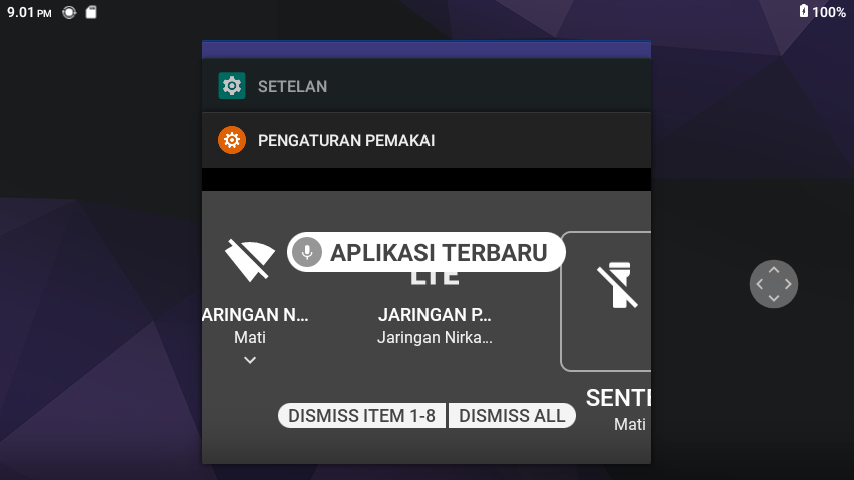 9.01 PM
100%
SETELAN
PENGATURAN PEMAKAI
APLIKASI TERBARU
LTE
ARINGAN N... JARINGAN P...
Mati Jaringan Nirka...
DISMISS ITEM 1-8 DISMISS ALL
SENTE
Mati